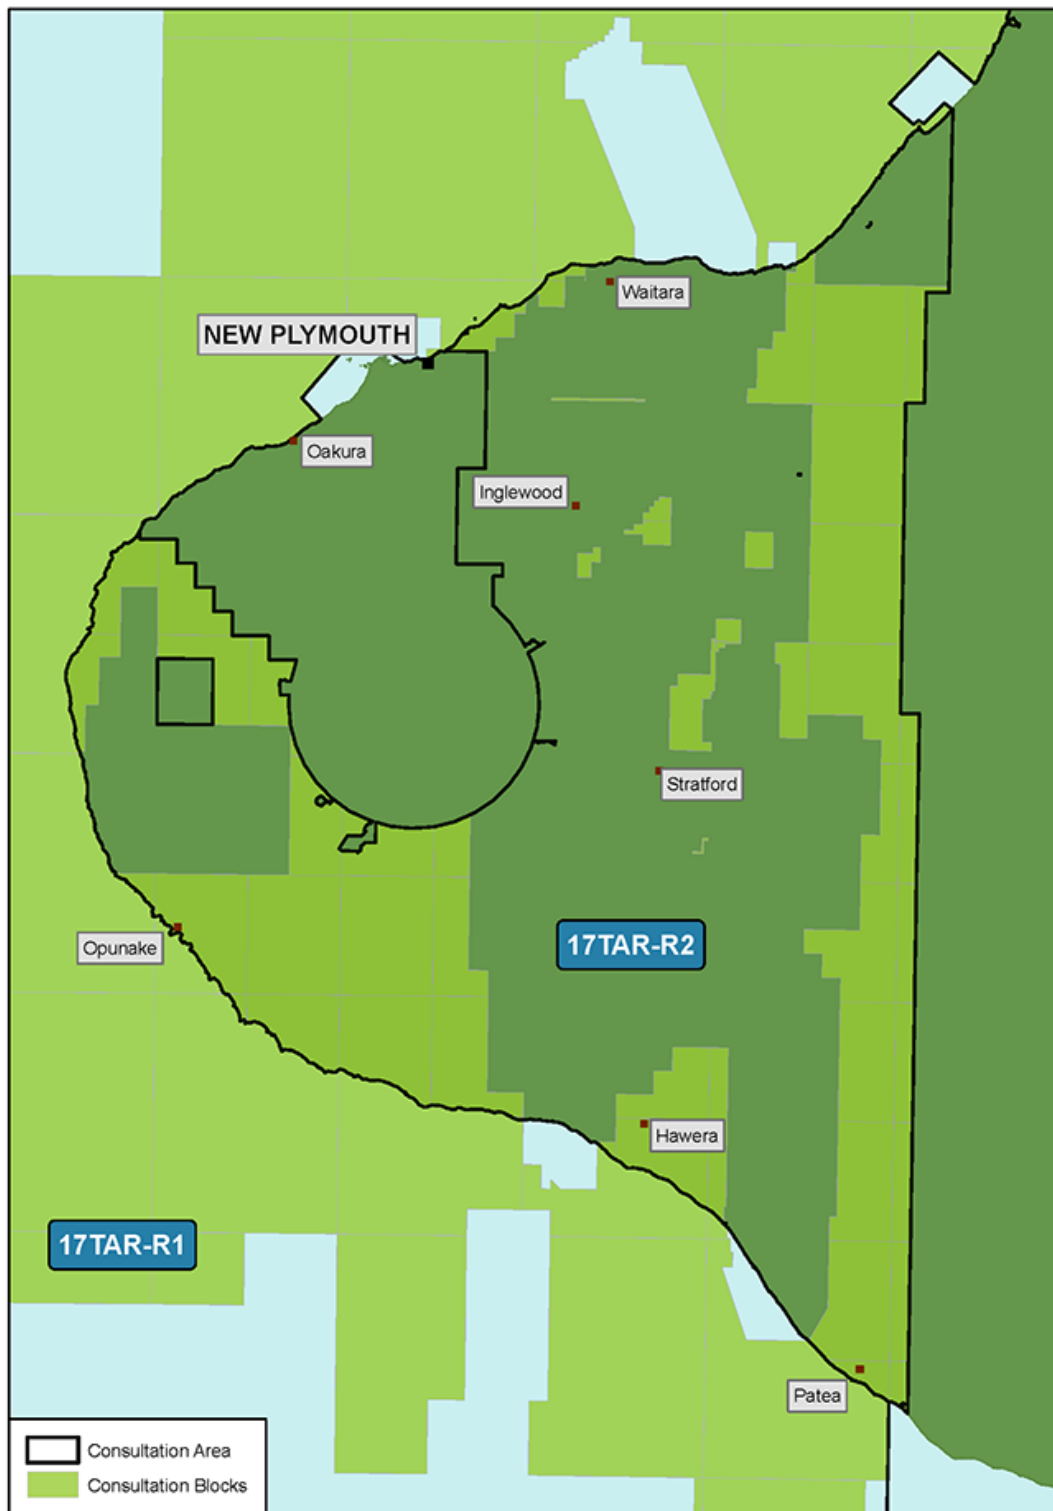 Waitara
NEW PLYMOUTH
Oakura
Inglewood
Stratford
17TAR-R2
Opunake
Hawera
17TAR-R1
Patea
Consultation Area
Consultation Blocks